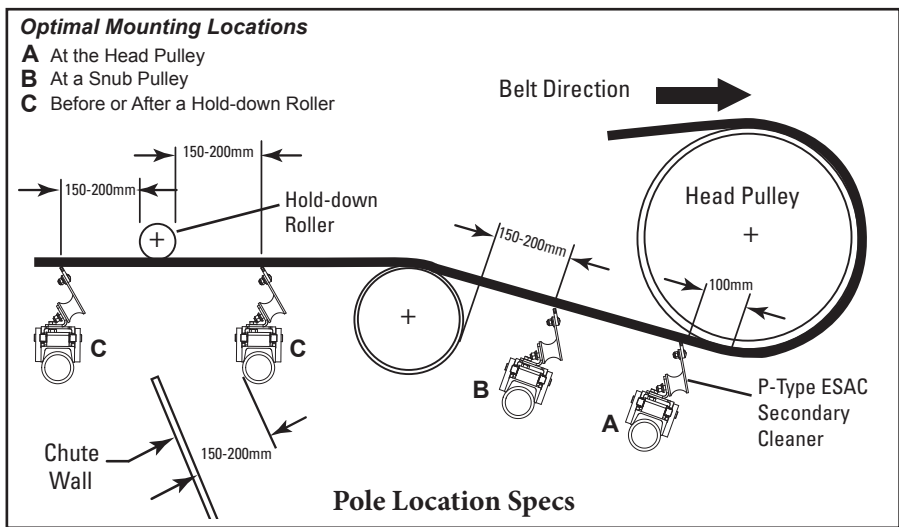 Optimal Mounting Locations
A At the Head Pulley
B At a Snub Pulley
C Before or After a Hold-down Roller
Belt Direction
150-200mm
150-200mm
Hold-down
Roller
Head Pulley
150-200mm
100mm
C
C
B
A
P-Type ESAC
Secondary
Cleaner
Chute
Wall
150-200mm
Pole Location Specs